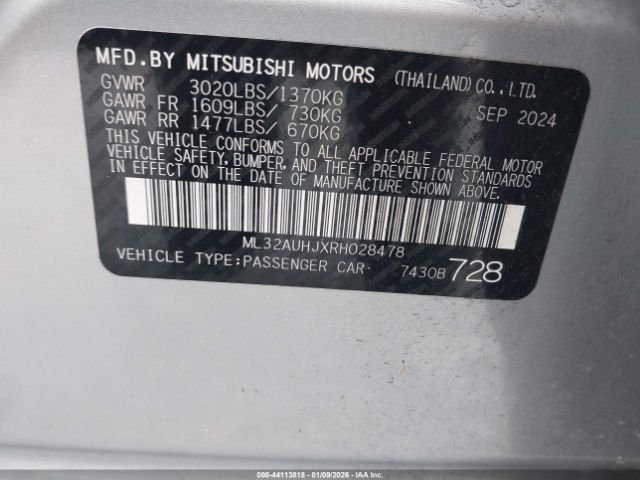 MFD.BY MITSUBISHI MOTORS (THAILAND) CO.,LTD.
GVWR 3020LBS/1370KG
GAWR FR 1609LBS/ 730KG SEP 2024
GAWR RR 1477LBS/ 670KG
THIS VEHICLE CONFORMS TO ALL APPLICABLE FEDERAL MOTOR
VEHICLE SAFETY, BUMPER, AND THEFT PREVENTION STANDARDS
IN EFFECT ON THE DATE OF MANUFACTURE SHOWN ABOVE.
ML32AUHJXRH028478
VEHICLE TYPE:PASSENGER CAR 7430B 728
000-44113818 - 01/09/2026 - IAAI.COM